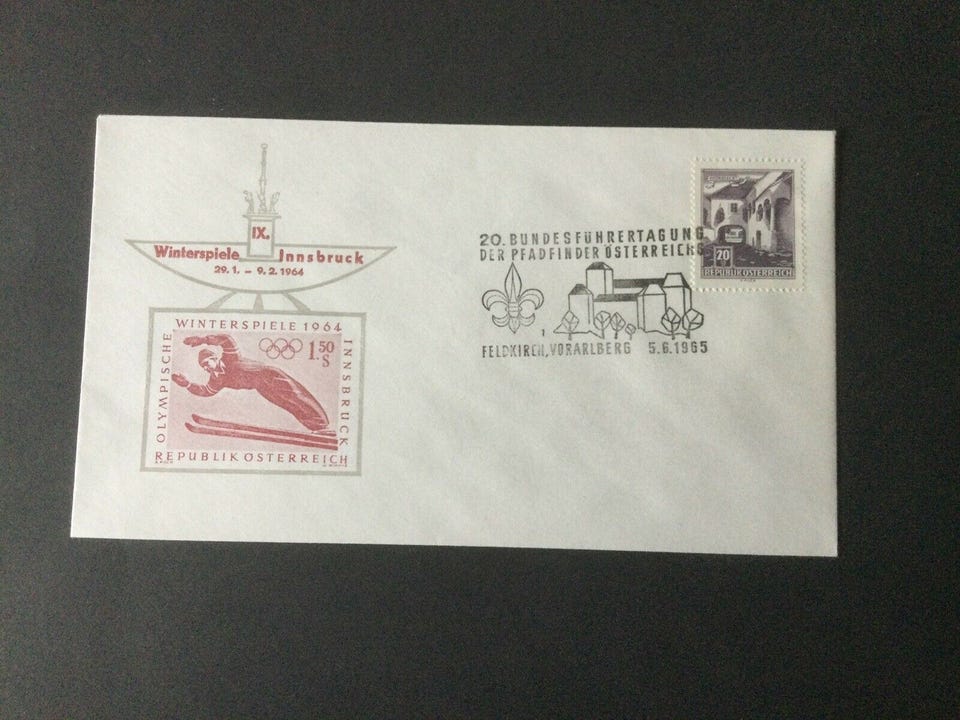 IX.
Winterspiele Innsbruck
29.1. – 9.2.1964
WINTERSPIELE 1964
OLYMPISCHE
INNSBRUCK
1.50
S
REPUBLIK ÖSTERREICH
20. BUNDESFÜHRERTAGUNG
DER PFADFINDER ÖSTERREICHS
1
FELDKIRCH, VORARLBERG 5.6.1965
20
REPUBLIK ÖSTERREICH